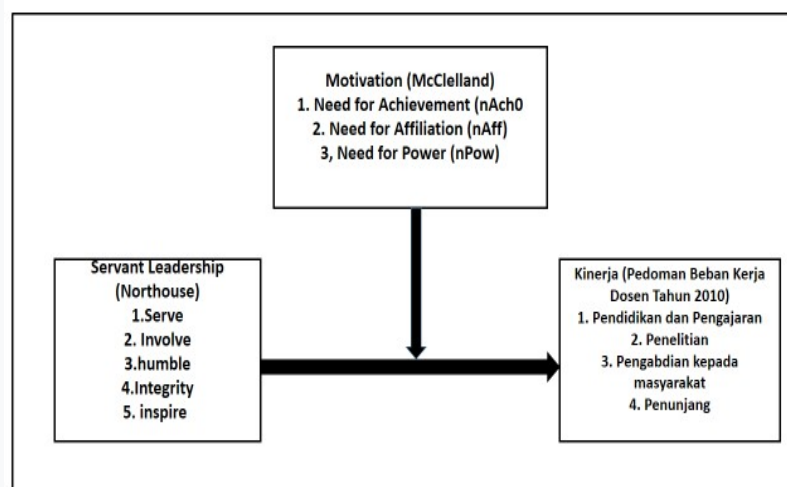 Motivation (McClelland)
1. Need for Achievement (nAch0
2. Need for Affiliation (nAff)
3, Need for Power (nPow)
Servant Leadership
(Northouse)
1.Serve
2. Involve
3.humble
4.Integrity
5. inspire
Kinerja (Pedoman Beban Kerja
Dosen Tahun 2010)
1. Pendidikan dan Pengajaran
2. Penelitian
3. Pengabdian kepada
masyarakat
4. Penunjang